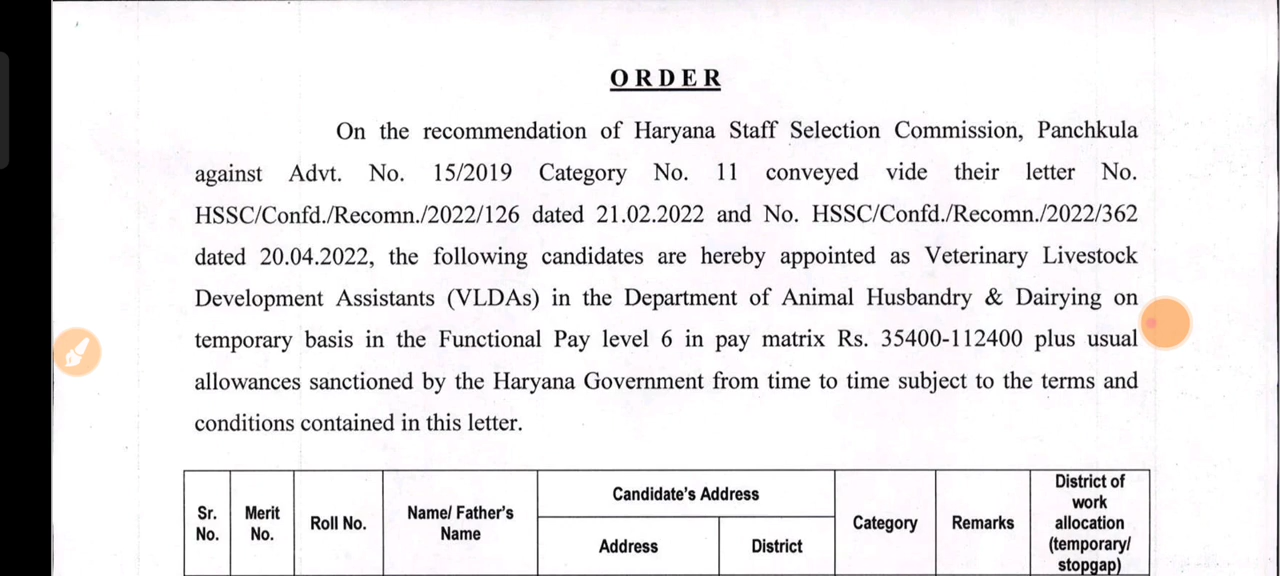 ORDER
On the recommendation of Haryana Staff Selection Commission, Panchkula
against Advt. No. 15/2019 Category No. 11 conveyed vide their letter No.
HSSC/Confd./Recomn./2022/126 dated 21.02.2022 and No. HSSC/Confd./Recomn./2022/362
dated 20.04.2022, the following candidates are hereby appointed as Veterinary Livestock
Development Assistants (VLDAs) in the Department of Animal Husbandry & Dairying on
temporary basis in the Functional Pay level 6 in pay matrix Rs. 35400-112400 plus usual
allowances sanctioned by the Haryana Government from time to time subject to the terms and
conditions contained in this letter.
Sr. No.
Merit No.
Roll No.
Name/ Father's Name
Candidate's Address
Address
District
Category
Remarks
District of
work
allocation
(temporary/
stopgap)